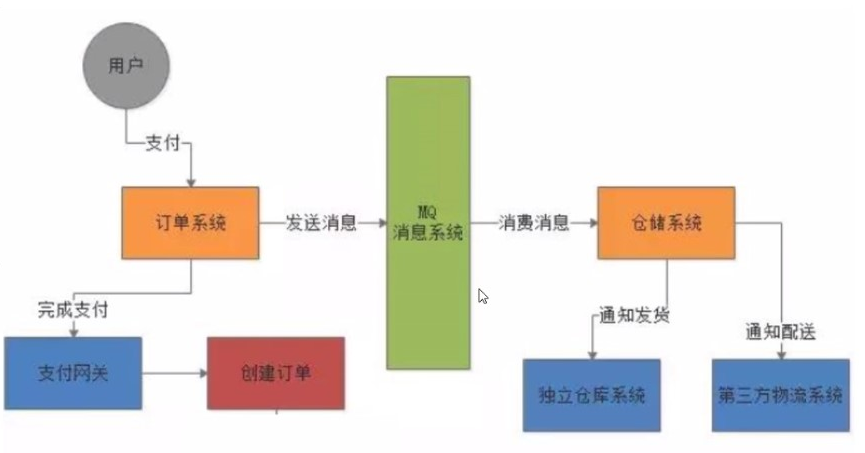 用户
支付
订单系统
发送消息
MQ
消息系统
消费消息
仓储系统
完成支付
支付网关
创建订单
通知发货
通知配送
独立仓库系统
第三方物流系统